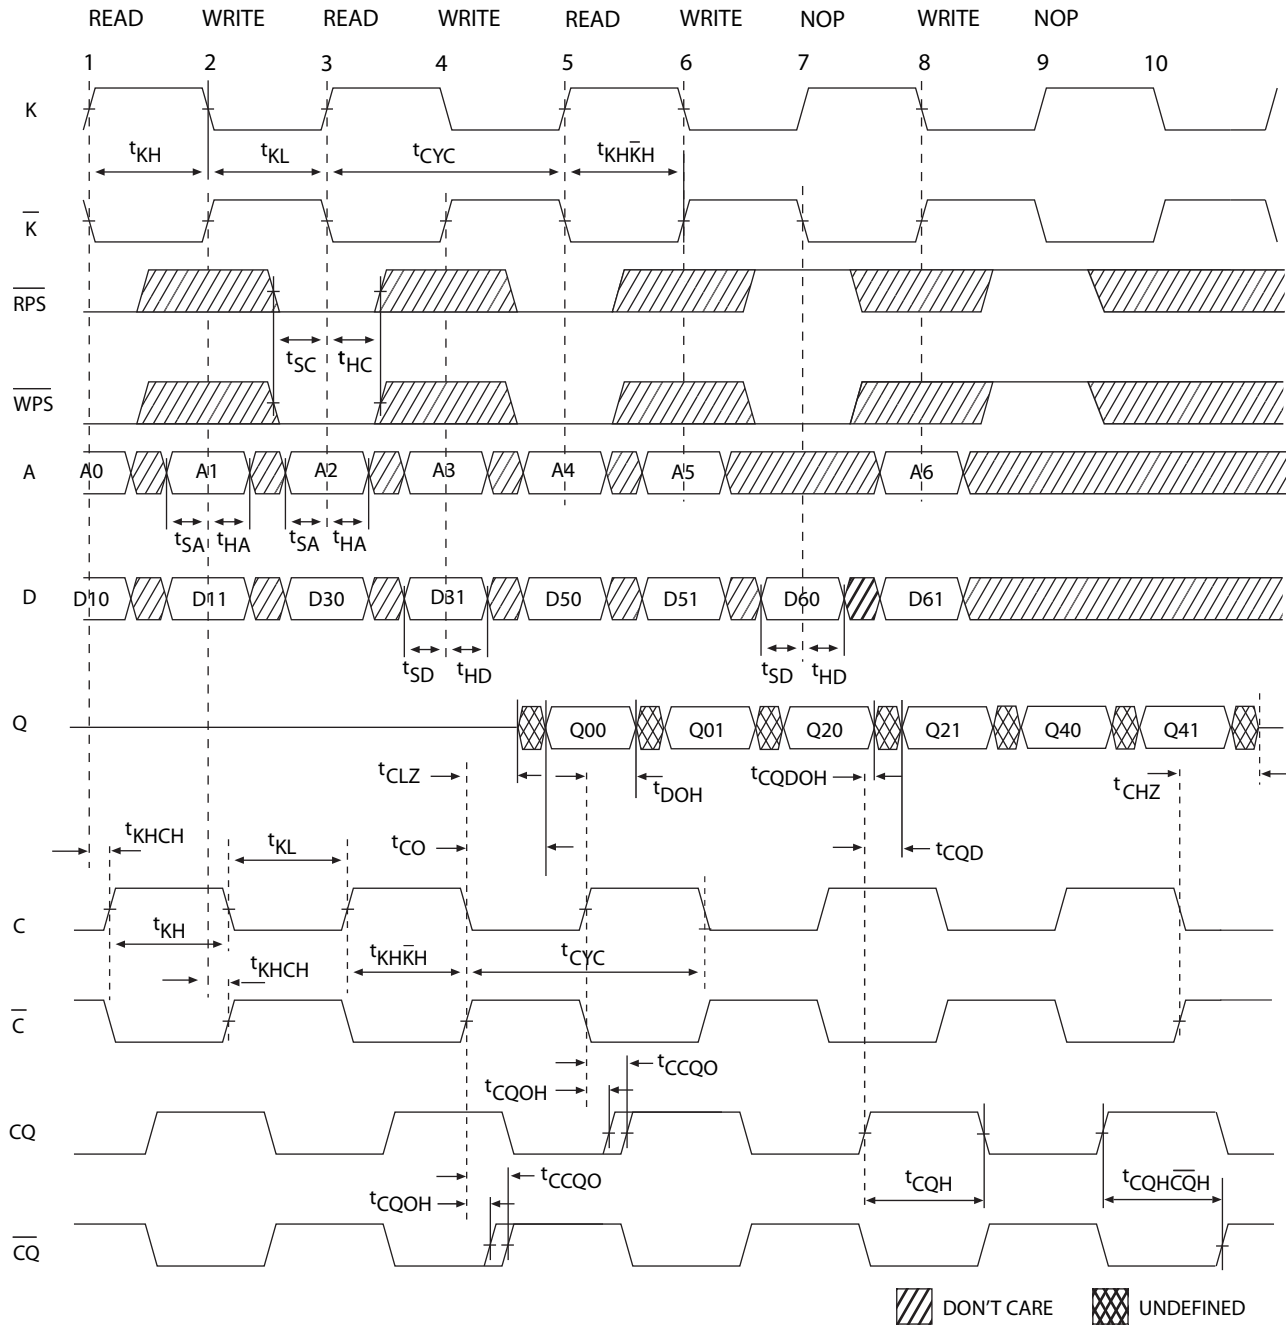 READ WRITE READ WRITE READ WRITE NOP WRITE NOP
1 2 3 4 5 6 7 8 9 10
K
tKH tKL tCYC tKHK̅H
K̅
R̅P̅S̅
tSC tHC
W̅P̅S̅
A A0 A1 A2 A3 A4 A5 A6
tSA tHA tSA tHA
D D10 D11 D30 D31 D50 D51 D60 D61
tSD tHD tSD tHD
Q Q00 Q01 Q20 Q21 Q40 Q41
tCLZ tDOH tCQDOH tCHZ
tKHCH tKL tCO tCQD
C
tKH tKHK̅H tCYC
tKHCH
C̅
tCCQO
tCQOH
CQ
tCCQO tCQH tCQHC̅Q̅H
tCQOH
C̅Q̅
DON'T CARE UNDEFINED